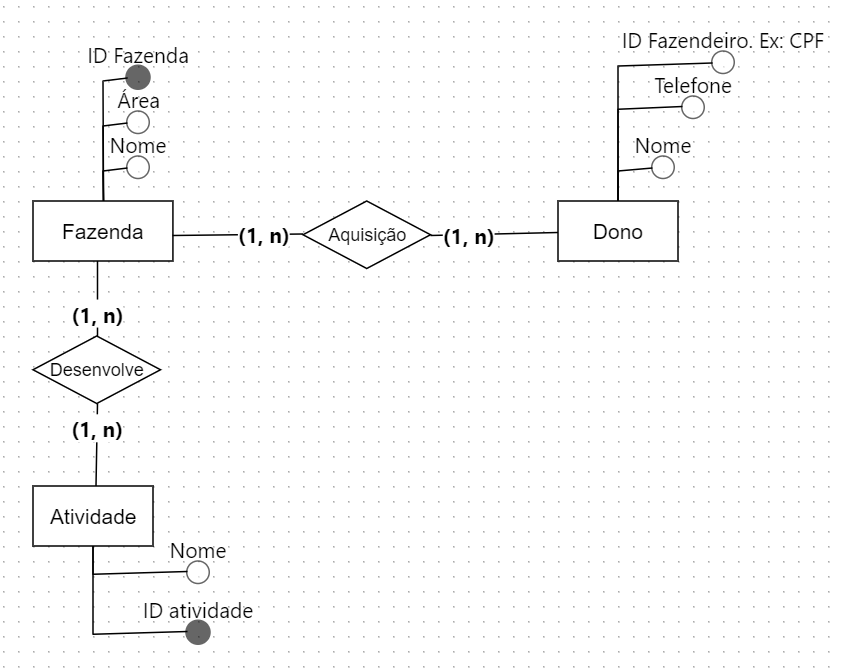 ID Fazenda
Área
Nome
Fazenda
(1, n)
Aquisição
(1, n)
ID Fazendeiro. Ex: CPF
Telefone
Nome
Dono
(1, n)
Desenvolve
(1, n)
Atividade
Nome
ID atividade